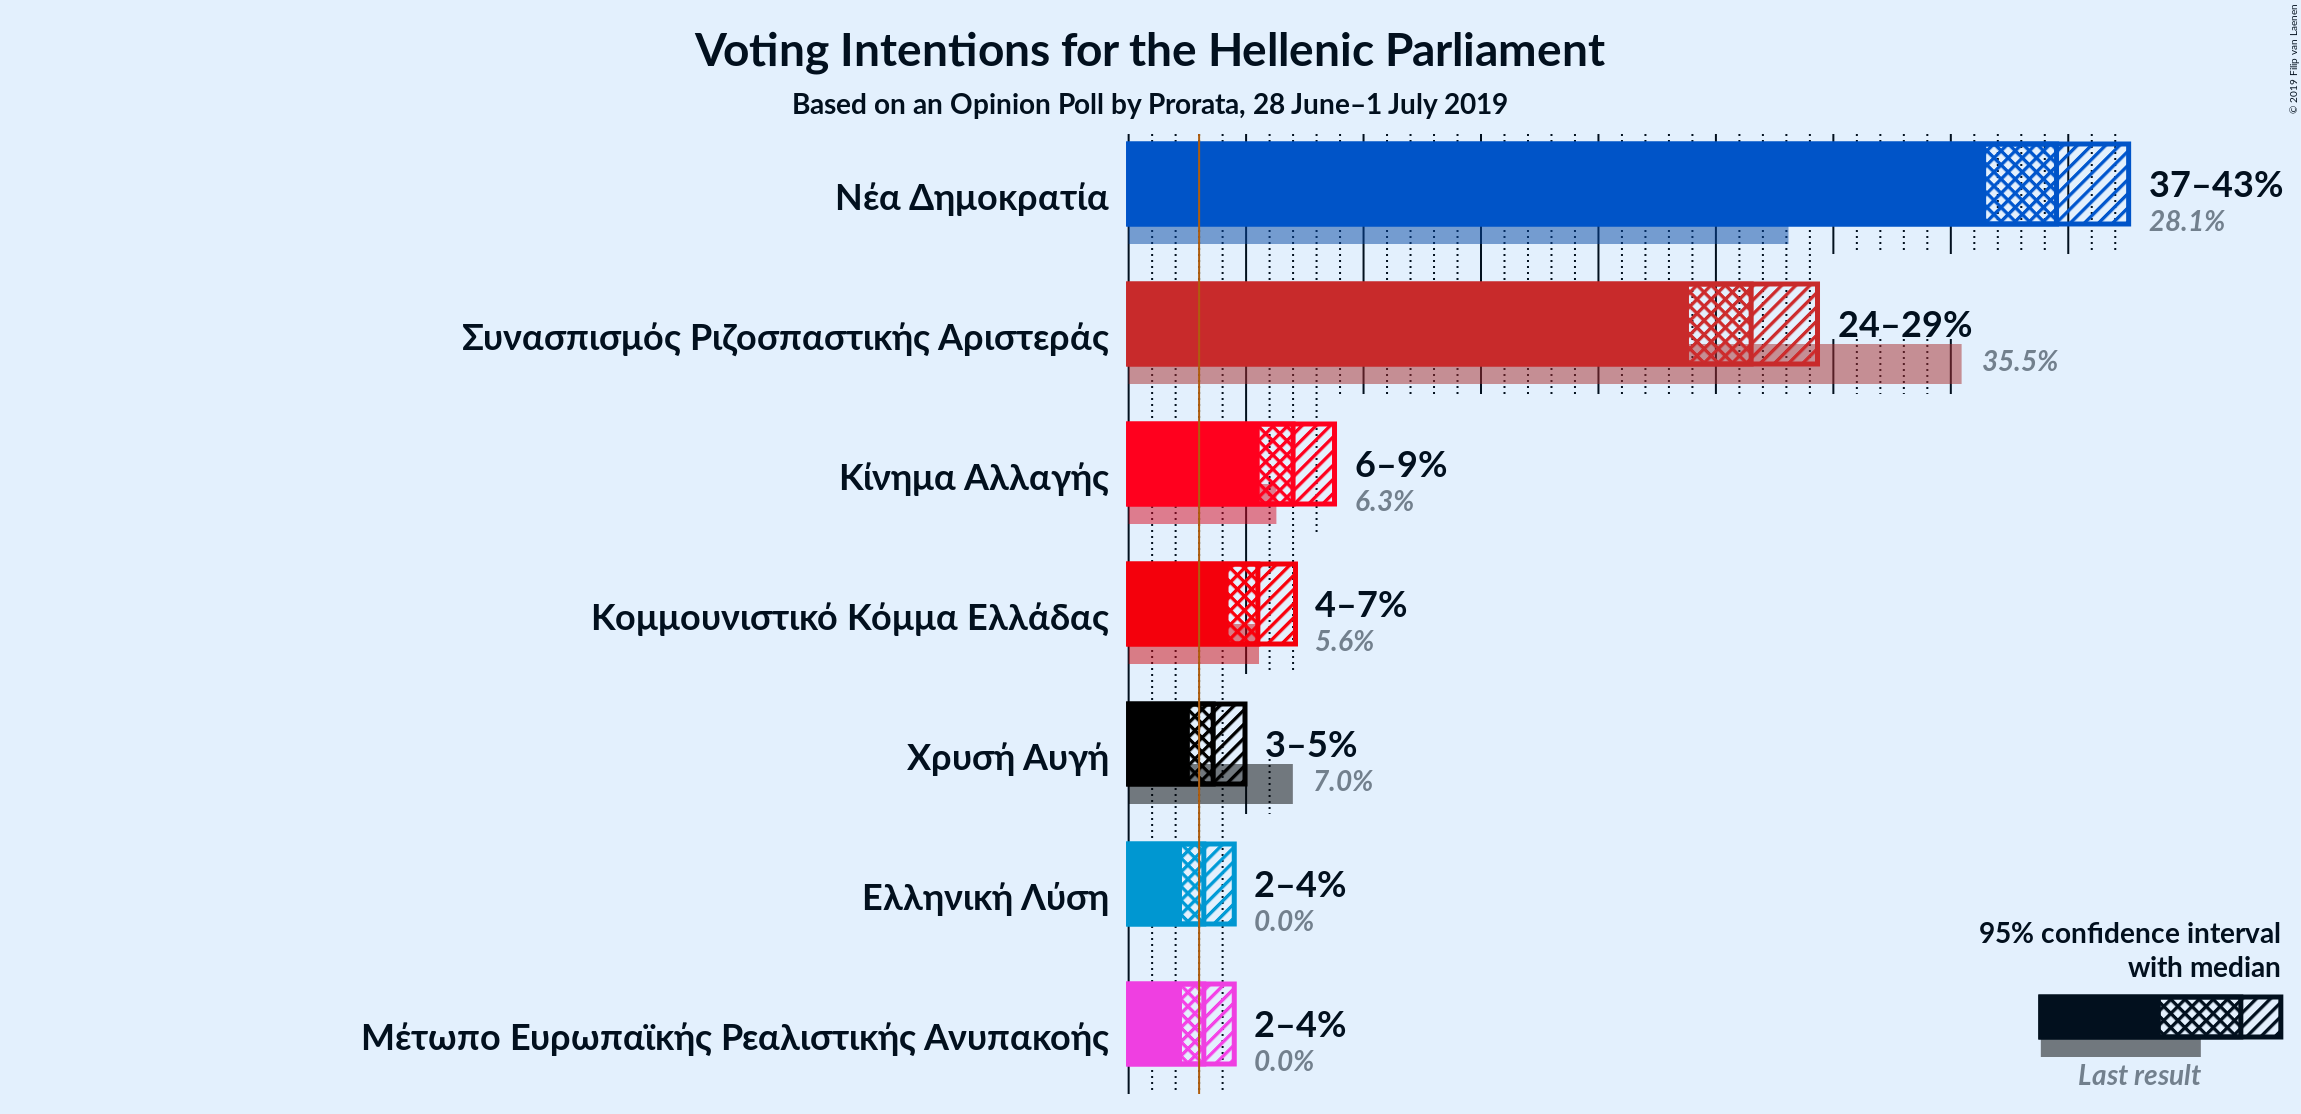 Voting Intentions for the Hellenic Parliament
Based on an Opinion Poll by Prorata, 28 June–1 July 2019
© 2019 Filip van Laenen
Νέα Δημοκρατία
37–43%
28.1%
Συνασπισμός Ριζοσπαστικής Αριστεράς
24–29%
35.5%
Κίνημα Αλλαγής
6–9%
6.3%
Κομμουνιστικό Κόμμα Ελλάδας
4–7%
5.6%
Χρυσή Αυγή
3–5%
7.0%
Ελληνική Λύση
2–4%
0.0%
Μέτωπο Ευρωπαϊκής Ρεαλιστικής Ανυπακοής
2–4%
0.0%
95% confidence interval
with median
Last result